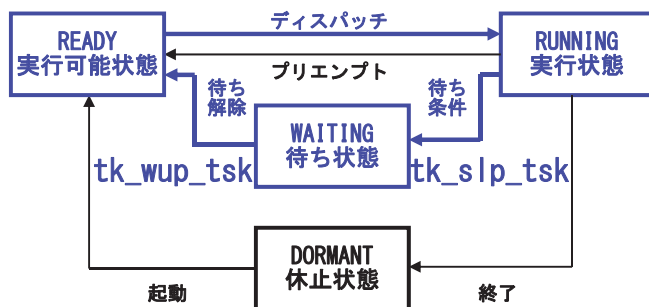 ディスパッチ
READY
実行可能状態
RUNNING
実行状態
プリエンプト
待ち
解除
待ち
条件
WAITING
待ち状態
tk_wup_tsk
tk_slp_tsk
DORMANT
休止状態
起動
終了